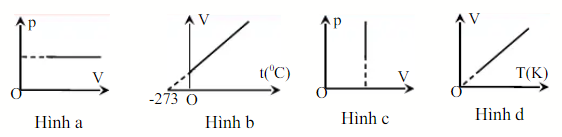 p
V
O
Hình a
V
t(⁰C)
-273 O
Hình b
p
V
O
Hình c
V
T(K)
O
Hình d